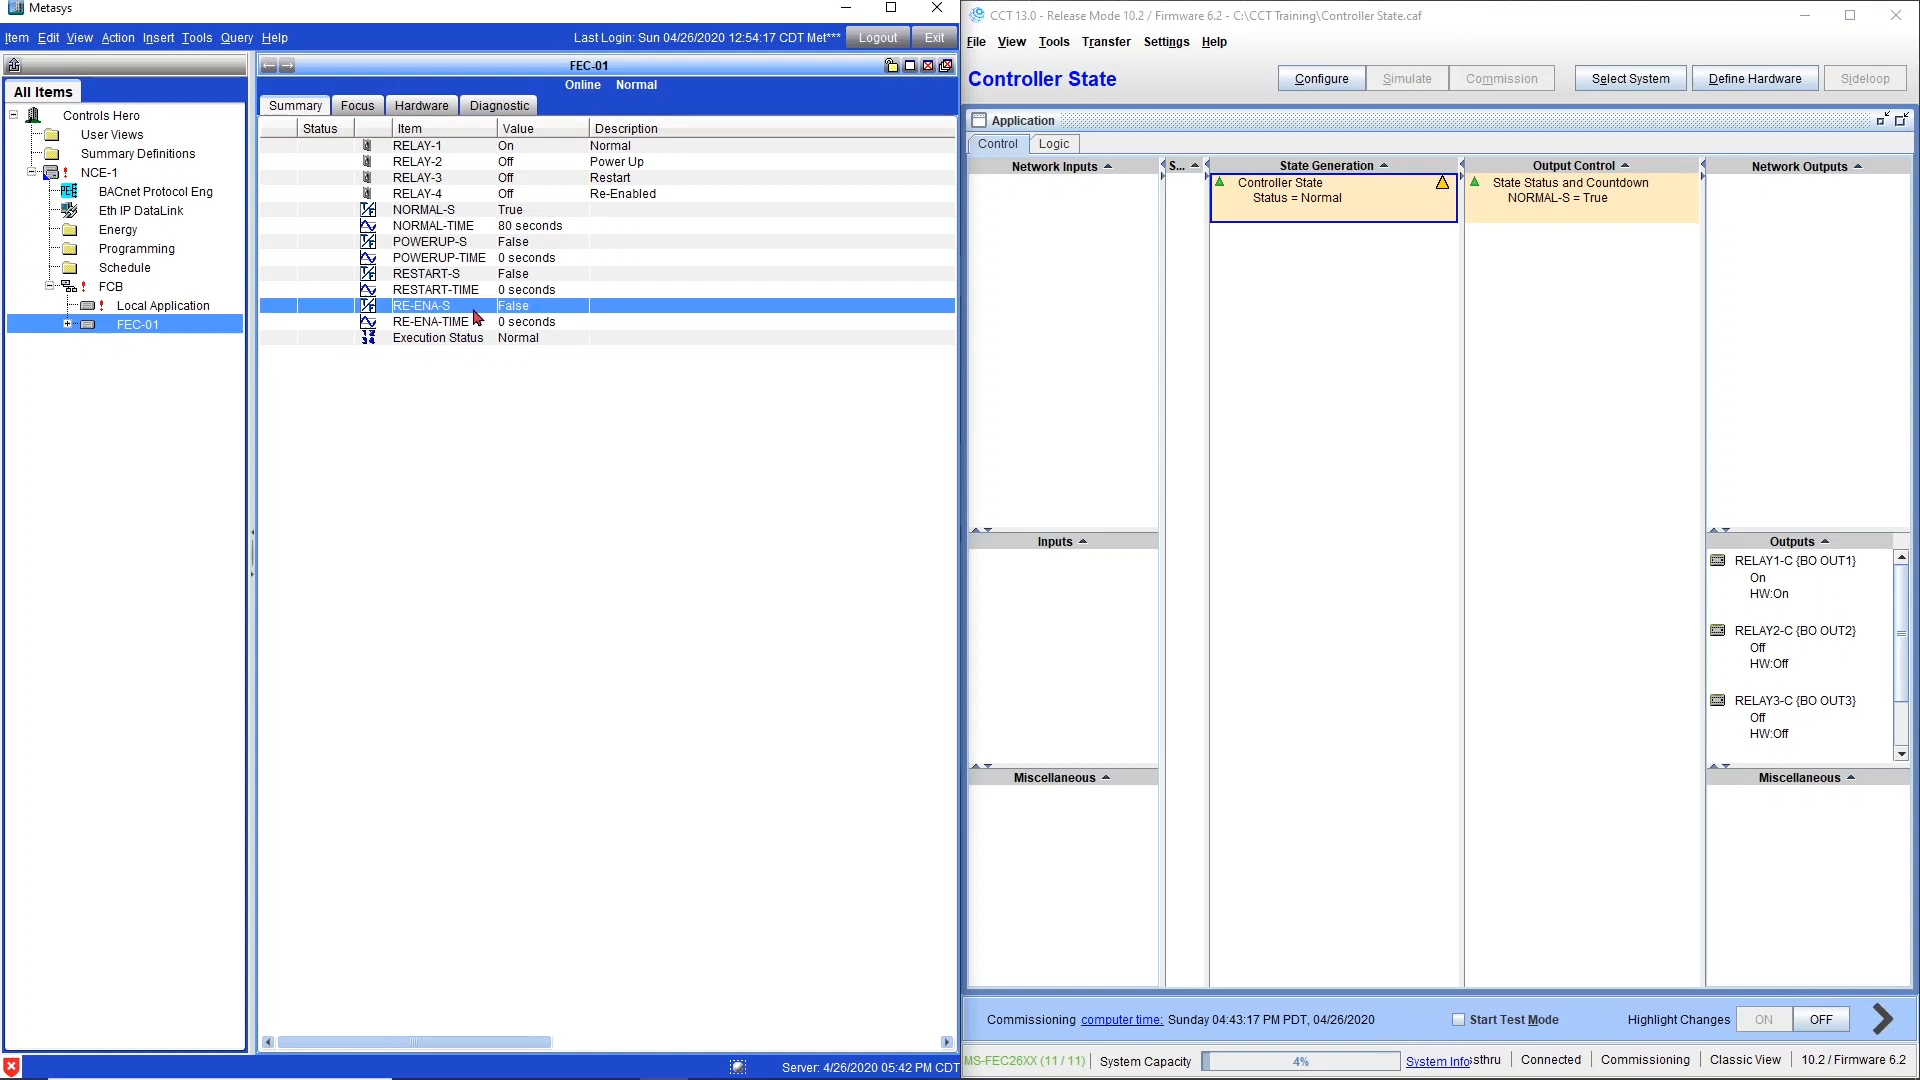 Metasys
Item Edit View Action Insert Tools Query Help
Last Login: Sun 04/26/2020 12:54:17 CDT Met***
Logout Exit
All Items
Controls Hero
User Views
Summary Definitions
NCE-1
BACnet Protocol Eng
Eth IP DataLink
Energy
Programming
Schedule
FCB
Local Application
FEC-01
FEC-01
Online Normal
Summary Focus Hardware Diagnostic
Status Item Value Description
RELAY-1 On Normal
RELAY-2 Off Power Up
RELAY-3 Off Restart
RELAY-4 Off Re-Enabled
NORMAL-S True
NORMAL-TIME 80 seconds
POWERUP-S False
POWERUP-TIME 0 seconds
RESTART-S False
RESTART-TIME 0 seconds
RE-ENA-S False
RE-ENA-TIME 0 seconds
Execution Status Normal
Server: 4/26/2020 05:42 PM CDT
CCT 13.0 - Release Mode 10.2 / Firmware 6.2 - C:\CCT Training\Controller State.caf
File View Tools Transfer Settings Help
Controller State
Configure Simulate Commission Select System Define Hardware Sideloop
Application
Control Logic
Network Inputs
S...
State Generation
Controller State
Status = Normal
Output Control
State Status and Countdown
NORMAL-S = True
Network Outputs
Inputs
Outputs
RELAY1-C {BO OUT1}
On
HW:On
RELAY2-C {BO OUT2}
Off
HW:Off
RELAY3-C {BO OUT3}
Off
HW:Off
Miscellaneous
Miscellaneous
Commissioning computer time: Sunday 04:43:17 PM PDT, 04/26/2020
Start Test Mode
Highlight Changes ON OFF
MS-FEC26XX (11 / 11) System Capacity 4% System Info sthru Connected Commissioning Classic View 10.2 / Firmware 6.2